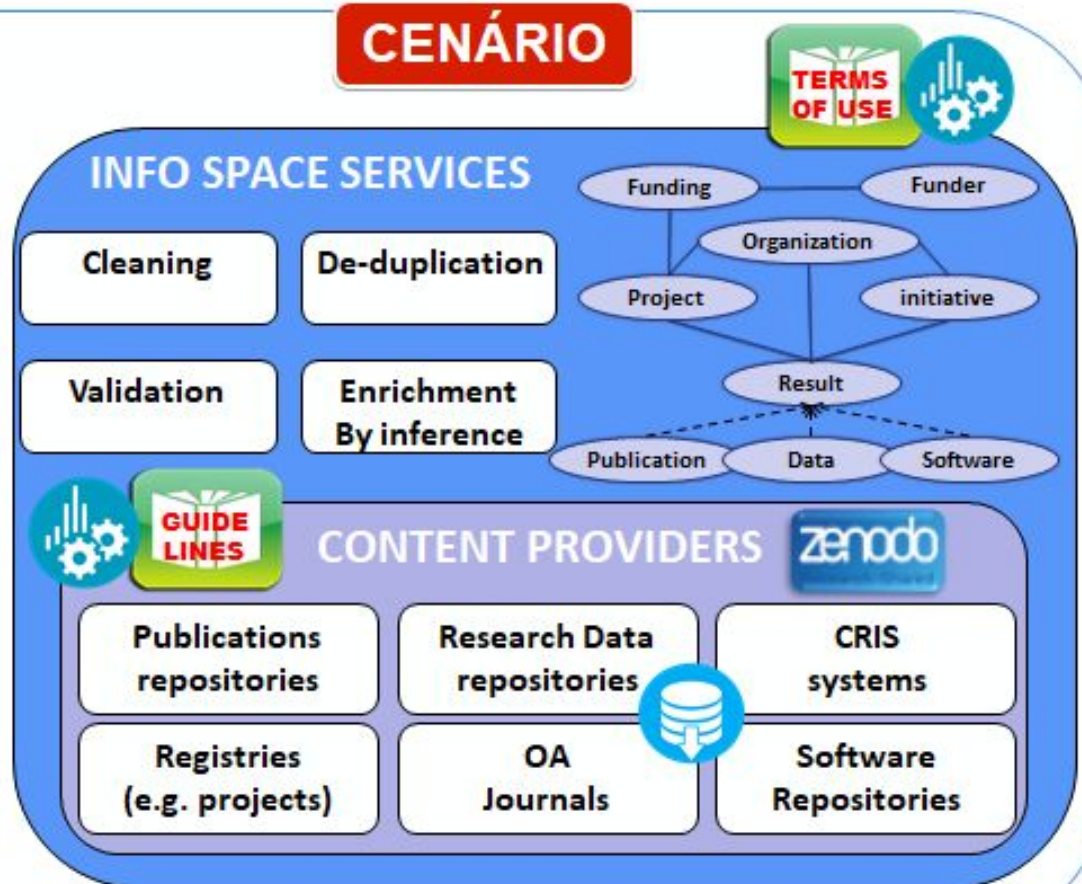 CENÁRIO
TERMS
OF USE
INFO SPACE SERVICES
Funding
Funder
Organization
Project
initiative
Result
Publication
Data
Software
Cleaning
De-duplication
Validation
Enrichment
By inference
GUIDE
LINES
CONTENT PROVIDERS
zenodo
Publications
repositories
Research Data
repositories
CRIS
systems
Registries
(e.g. projects)
OA
Journals
Software
Repositories